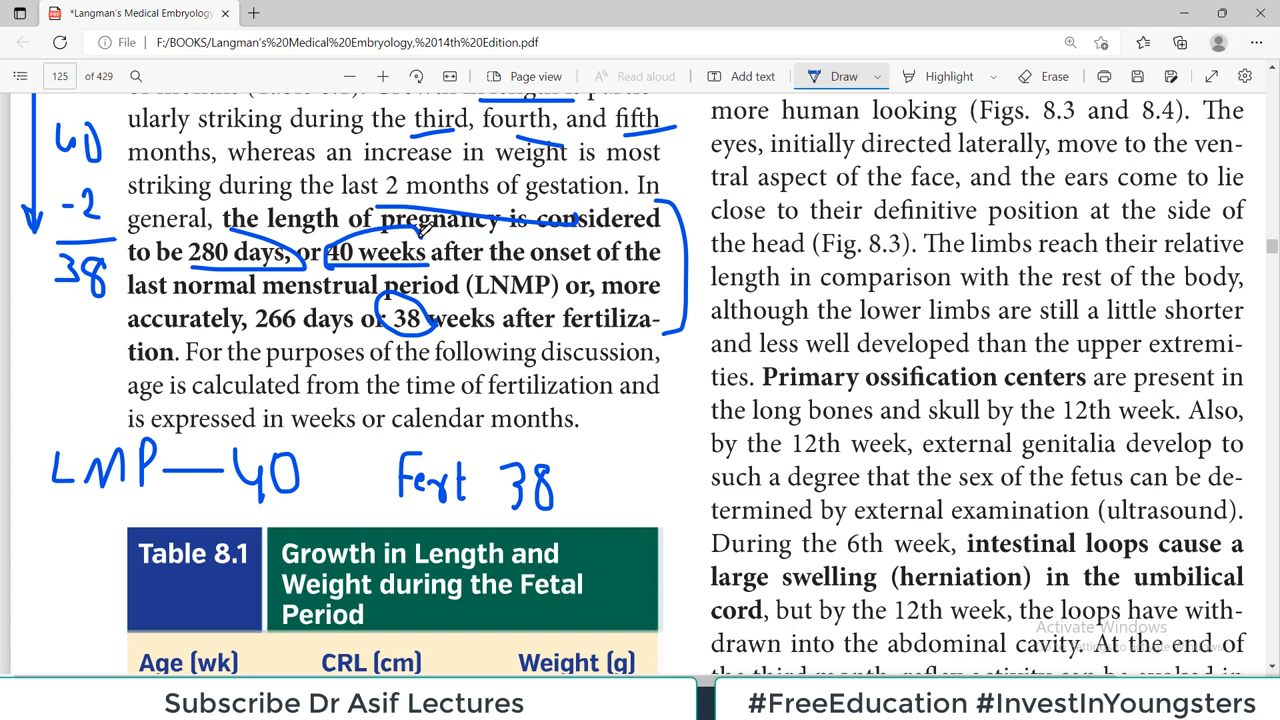 *Langman's Medical Embryology
File
F:/BOOKS/Langman's%20Medical%20Embryology,%2014th%20Edition.pdf
125
of 429
Page view
Read aloud
Add text
Draw
Highlight
Erase
ularly striking during the third, fourth, and fifth
months, whereas an increase in weight is most
striking during the last 2 months of gestation. In
general, the length of pregnancy is considered
to be 280 days, or 40 weeks after the onset of the
last normal menstrual period (LNMP) or, more
accurately, 266 days or 38 weeks after fertiliza-
tion. For the purposes of the following discussion,
age is calculated from the time of fertilization and
is expressed in weeks or calendar months.
40
-2
38
LMP—40
Fert 38
Table 8.1
Growth in Length and
Weight during the Fetal
Period
Age (wk)
CRL (cm)
Weight (g)
more human looking (Figs. 8.3 and 8.4). The
eyes, initially directed laterally, move to the ven-
tral aspect of the face, and the ears come to lie
close to their definitive position at the side of
the head (Fig. 8.3). The limbs reach their relative
length in comparison with the rest of the body,
although the lower limbs are still a little shorter
and less well developed than the upper extremi-
ties. Primary ossification centers are present in
the long bones and skull by the 12th week. Also,
by the 12th week, external genitalia develop to
such a degree that the sex of the fetus can be de-
termined by external examination (ultrasound).
During the 6th week, intestinal loops cause a
large swelling (herniation) in the umbilical
cord, but by the 12th week, the loops have with-
drawn into the abdominal cavity. At the end of
Activate Windows
Subscribe Dr Asif Lectures
#FreeEducation #InvestInYoungsters